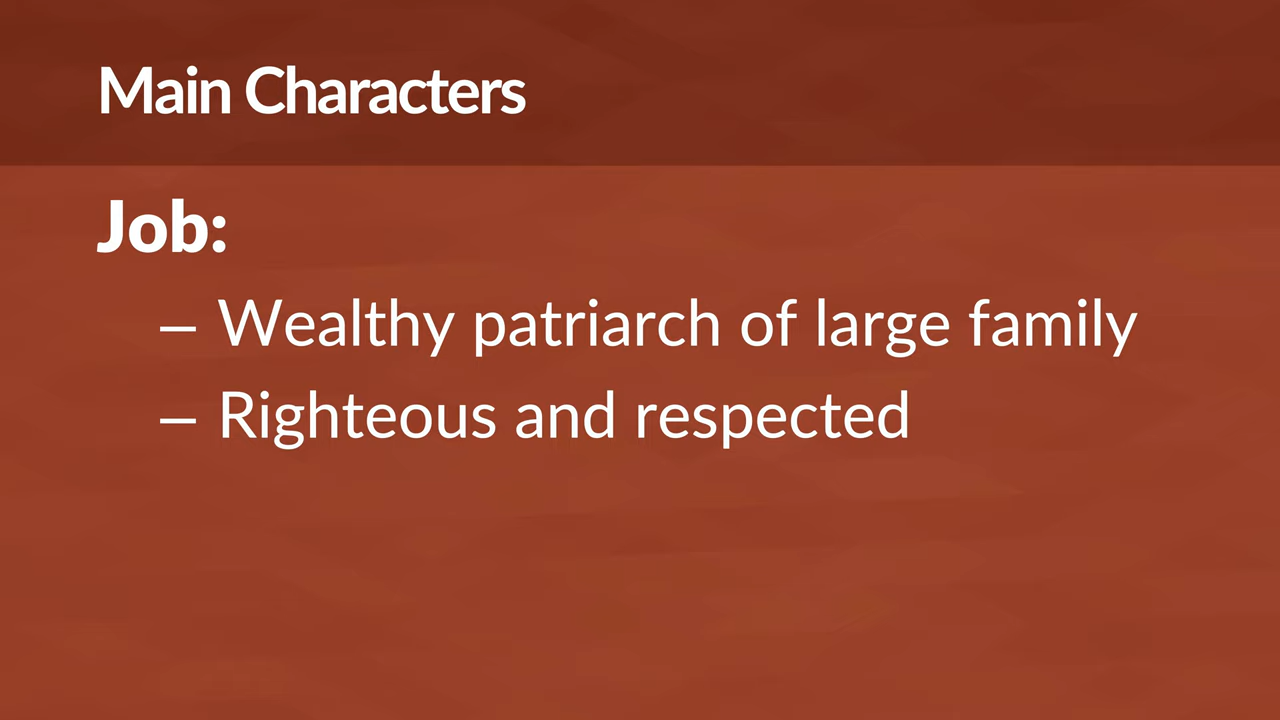 Main Characters
Job:
– Wealthy patriarch of large family
– Righteous and respected